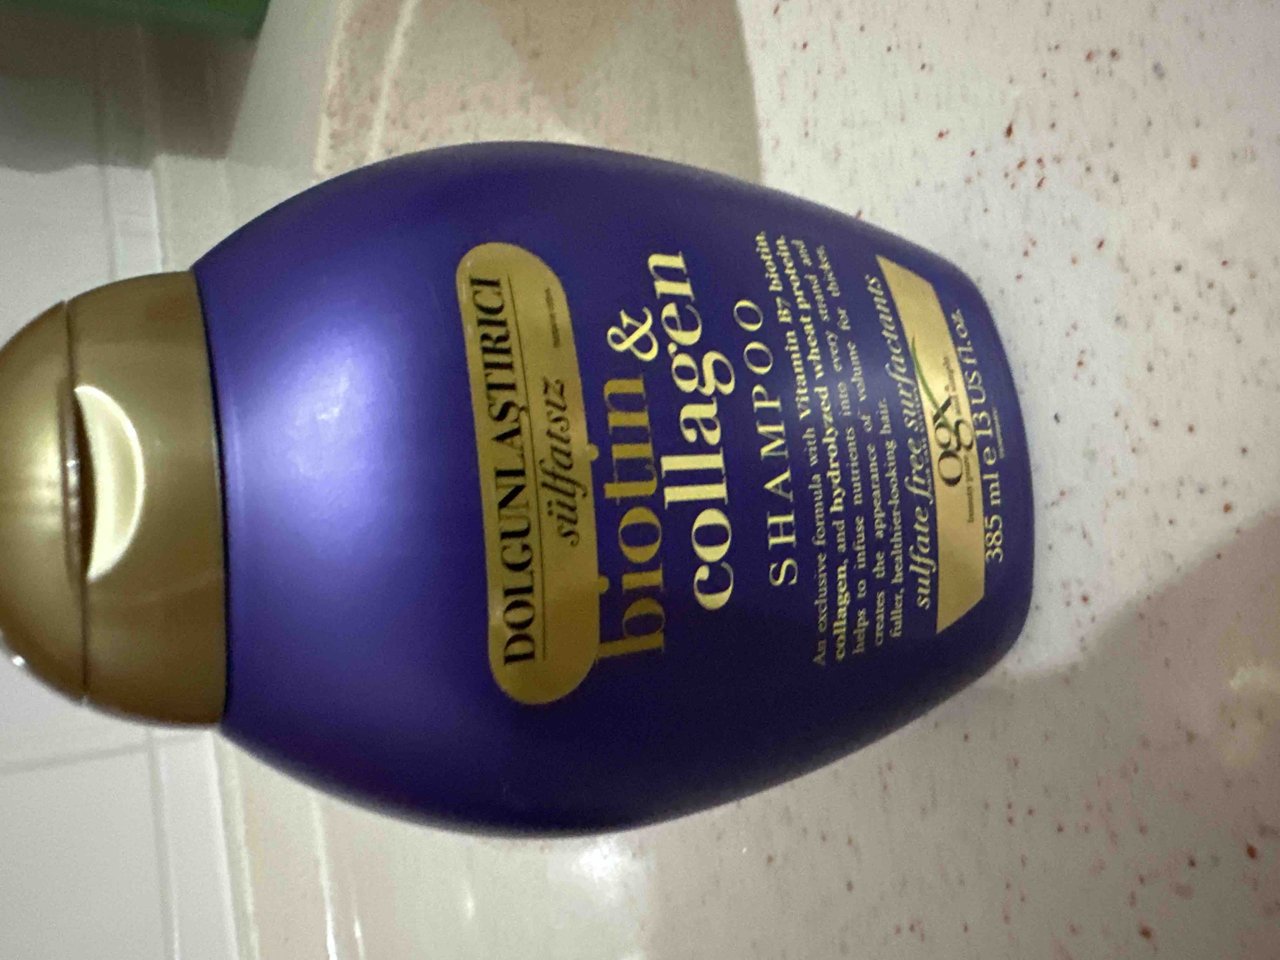 DOLGUNLAŞTIRICI
sülfatsız
biotin &
collagen
SHAMPOO
An exclusive formula with Vitamin B7 biotin,
collagen, and hydrolyzed wheat protein,
helps to infuse nutrients into every strand and
creates the appearance of volume for thicker,
fuller, healthier-looking hair.
sulfate free surfactants
ogx
385 ml e 13 US fl.oz.